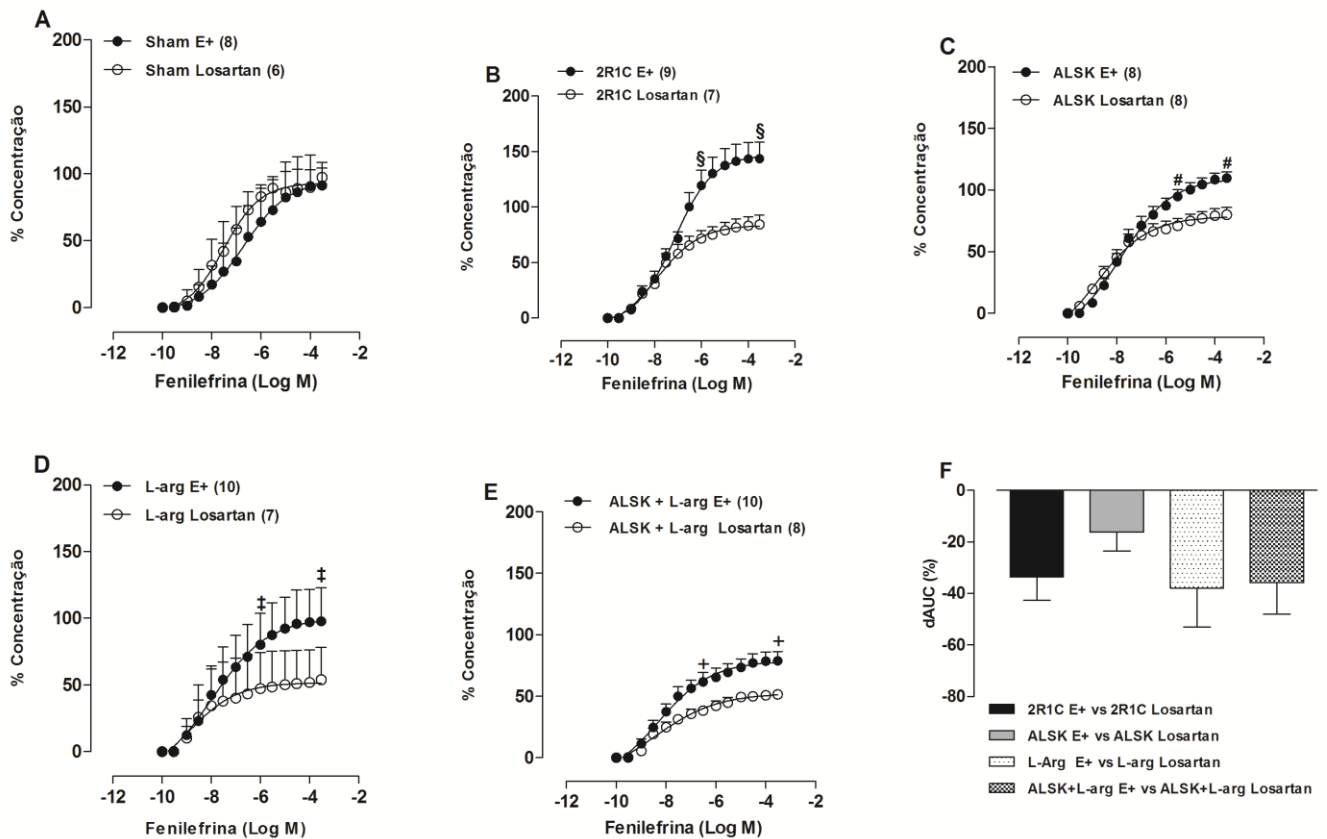 A
Sham E+ (8)
Sham Losartan (6)
% Concentração
200
150
100
50
0
-12
-10
-8
-6
-4
-2
Fenilefrina (Log M)
B
2R1C E+ (9)
2R1C Losartan (7)
% Concentração
200
150
100
50
0
§
§
-12
-10
-8
-6
-4
-2
Fenilefrina (Log M)
C
ALSK E+ (8)
ALSK Losartan (8)
% Concentração
200
150
100
50
0
#
#
-12
-10
-8
-6
-4
-2
Fenilefrina (Log M)
D
L-arg E+ (10)
L-arg Losartan (7)
% Concentração
200
150
100
50
0
‡
‡
-12
-10
-8
-6
-4
-2
Fenilefrina (Log M)
E
ALSK + L-arg E+ (10)
ALSK + L-arg Losartan (8)
% Concentração
200
150
100
50
0
+
+
-12
-10
-8
-6
-4
-2
Fenilefrina (Log M)
F
dAUC (%)
0
-20
-40
-60
-80
2R1C E+ vs 2R1C Losartan
ALSK E+ vs ALSK Losartan
L-Arg E+ vs L-arg Losartan
ALSK+L-arg E+ vs ALSK+L-arg Losartan